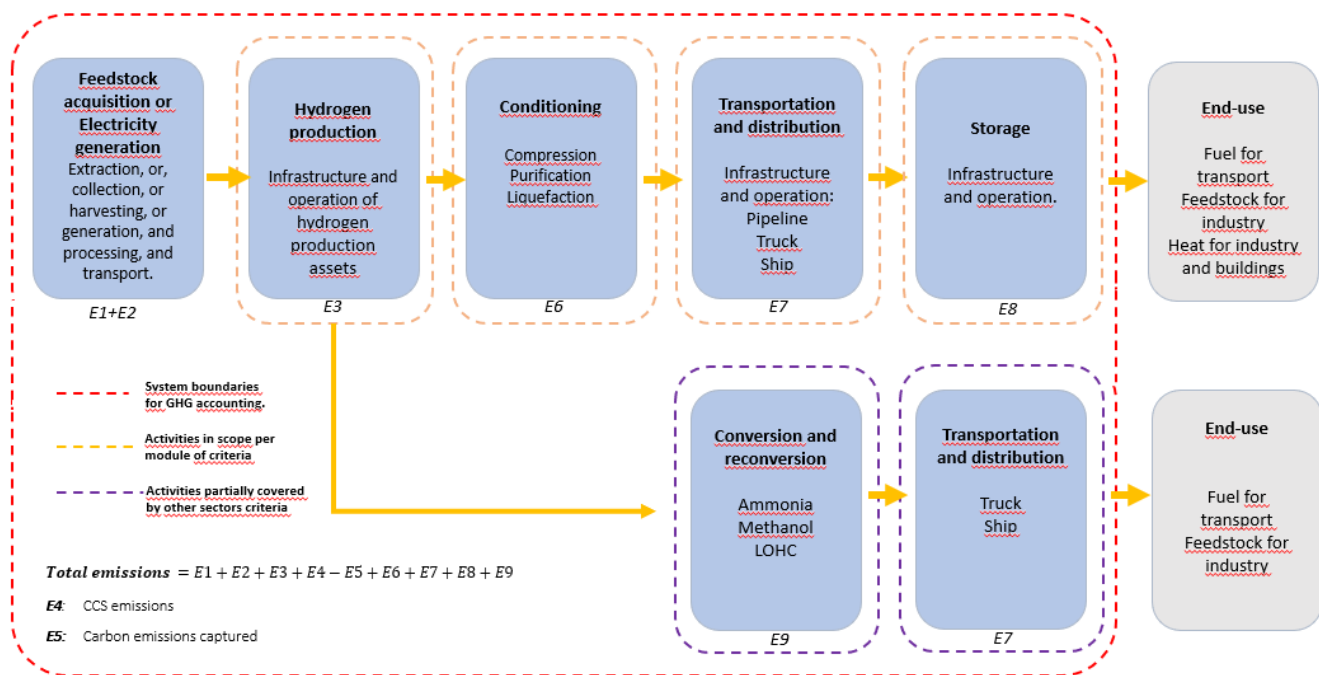 Feedstock
acquisition or
Electricity
generation
Extraction, or,
collection, or
harvesting, or
generation, and
processing, and
transport.
E1+E2
Hydrogen
production
Infrastructure and
operation of
hydrogen
production
assets
E3
Conditioning
Compression
Purification
Liquefaction
E6
Transportation
and distribution
Infrastructure
and operation:
Pipeline
Truck
Ship
E7
Storage
Infrastructure
and operation.
E8
End-use
Fuel for
transport
Feedstock for
industry
Heat for industry
and buildings
System boundaries
for GHG accounting.
Activities in scope per
module of criteria
Activities partially covered
by other sectors criteria
Conversion and
reconversion
Ammonia
Methanol
LOHC
E9
Transportation
and distribution
Truck
Ship
E7
End-use
Fuel for
transport
Feedstock for
industry
Total emissions = E1 + E2 + E3 + E4 − E5 + E6 + E7 + E8 + E9
E4: CCS emissions
E5: Carbon emissions captured